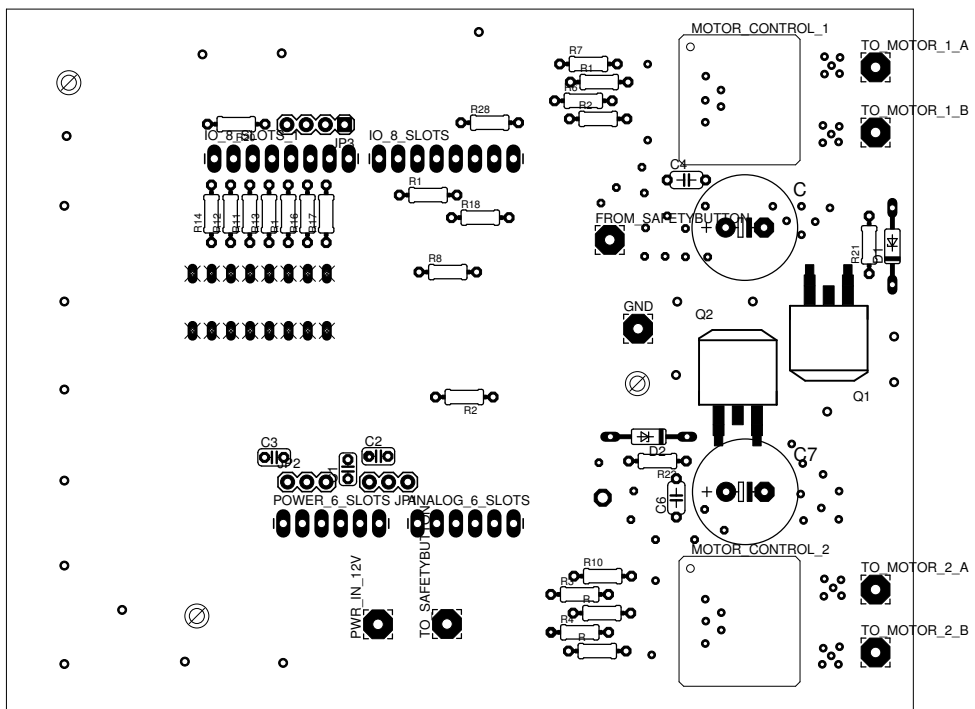 MOTOR_CONTROL_1
TO_MOTOR_1_A
R7
R1
R6
R2
TO_MOTOR_1_B
R28
IO_8_SLOTS_1
JP3
IO_8_SLOTS
C4
C
R1
R18
FROM_SAFETYBUTTON
R14
R12
R11
R13
R1
R16
R17
R21
D1
R8
GND
Q2
Q1
R2
C3
JP2
C2
D2
R22
C7
C6
POWER_6_SLOTS
JP1
ANALOG_6_SLOTS
PWR_IN_12V
TO_SAFETYBUTTON
MOTOR_CONTROL_2
R10
R3
R
R4
R
TO_MOTOR_2_A
TO_MOTOR_2_B